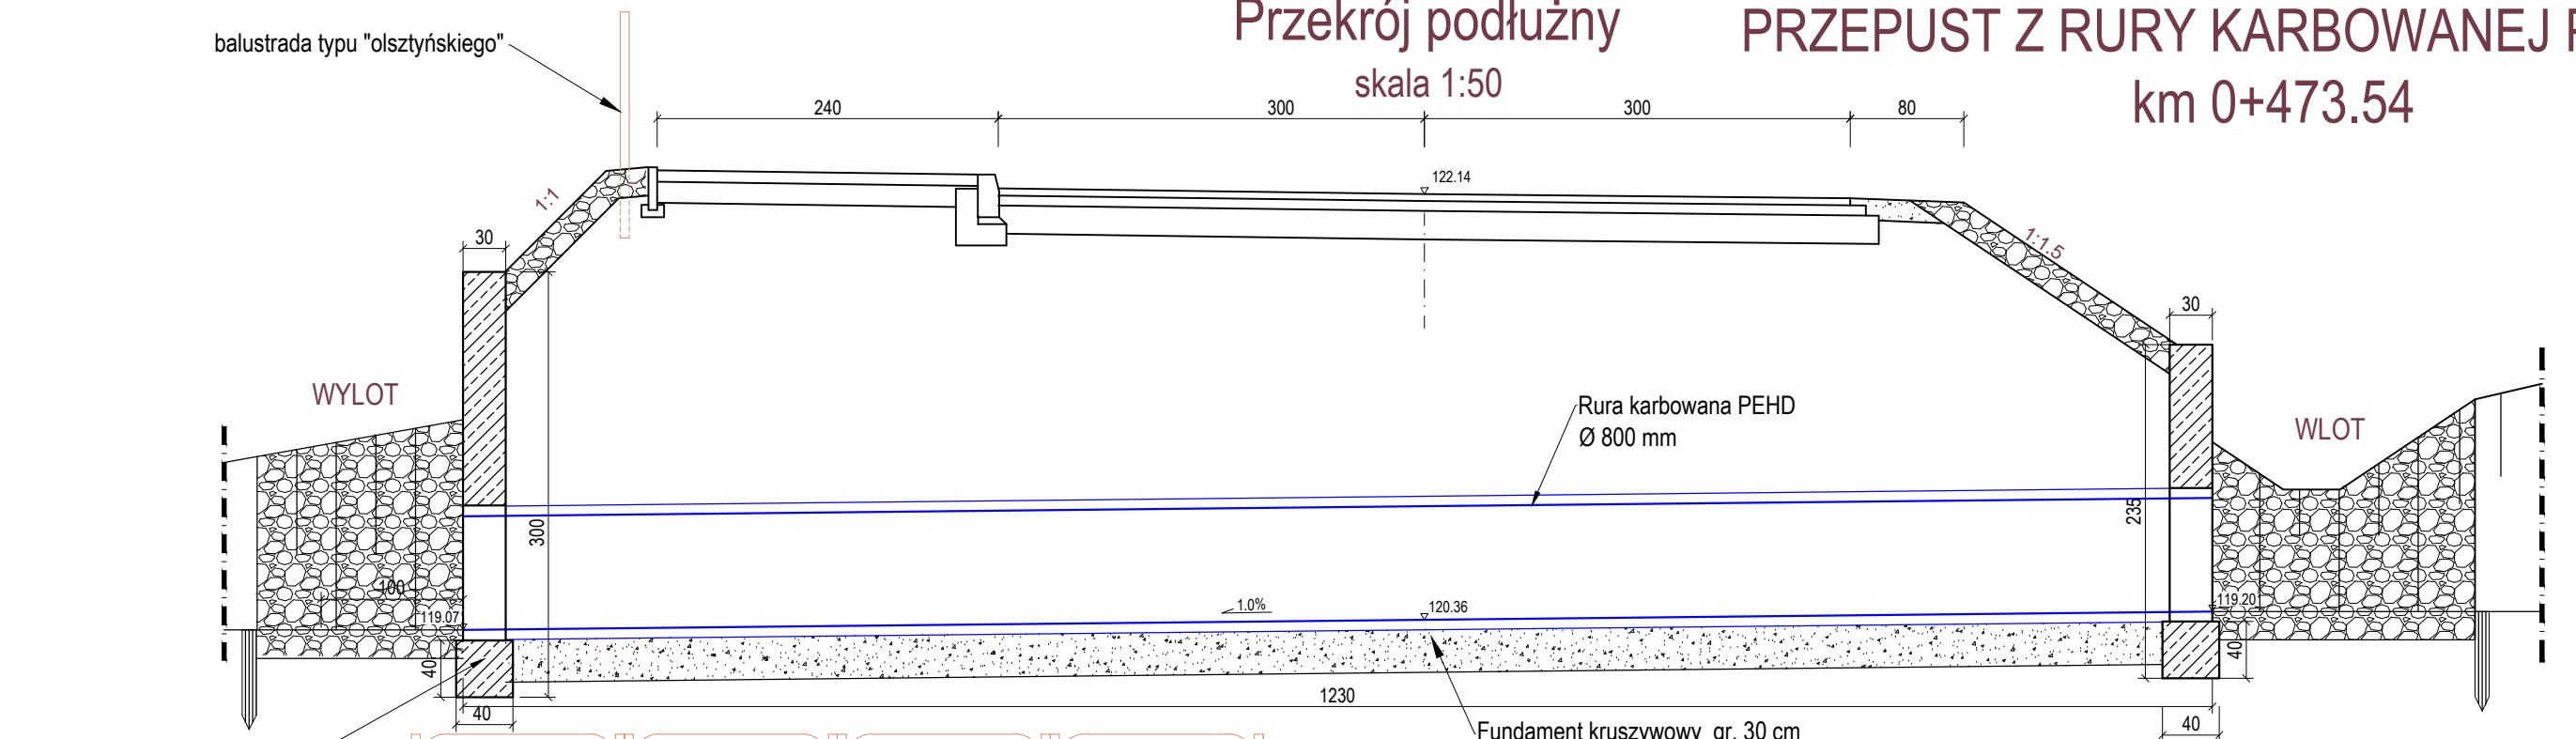 Przekrój podłużny
skala 1:50
PRZEPUST Z RURY KARBOWANEJ
km 0+473.54
balustrada typu "olsztyńskiego"
240
300
300
80
122.14
1:1
1:1.5
30
30
WYLOT
WLOT
Rura karbowana PEHD
Ø 800 mm
300
235
100
119.07
1.0%
120.36
119.20
40
40
1230
40
40
Fundament kruszywowy gr. 30 cm